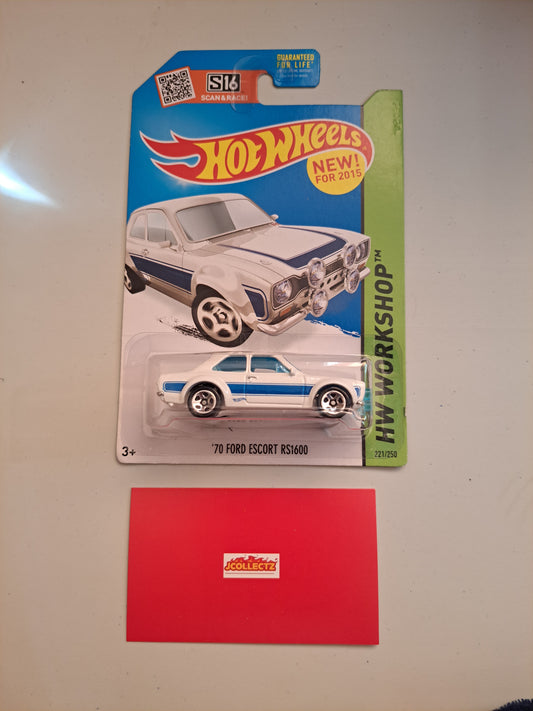 S16
SCAN & RACE!
GUARANTEED
FOR LIFE*
HOT WHEELS
NEW!
FOR 2015
HW WORKSHOP™
3+
'70 FORD ESCORT RS1600
221/250
JCOLLECTZ